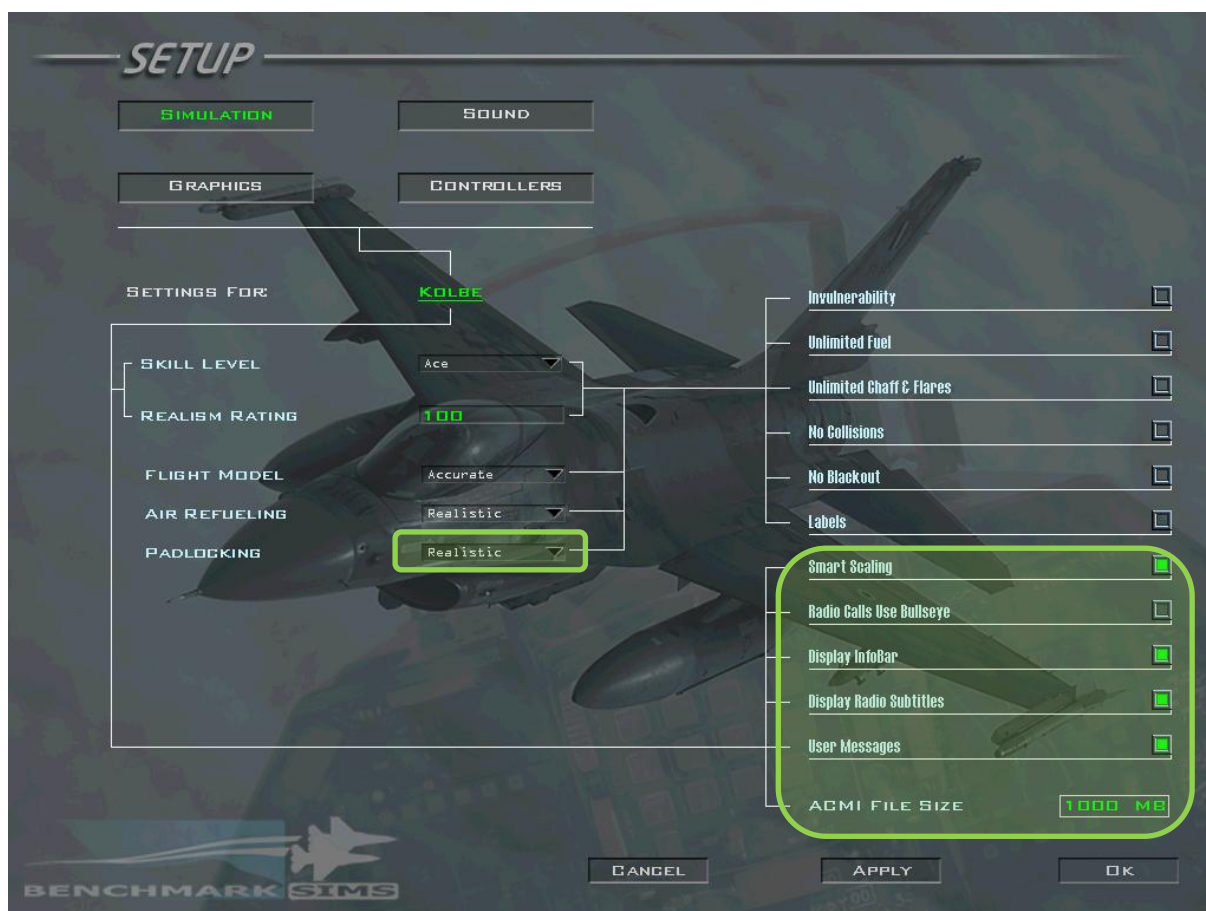 SETUP
SIMULATION
SOUND
GRAPHICS
CONTROLLERS
SETTINGS FOR:
KOLBE
SKILL LEVEL
Ace
REALISM RATING
100
FLIGHT MODEL
Accurate
AIR REFUELING
Realistic
PADLOCKING
Realistic
Invulnerability
Unlimited Fuel
Unlimited Chaff & Flares
No Collisions
No Blackout
Labels
Smart Scaling
Radio Calls Use Bullseye
Display InfoBar
Display Radio Subtitles
User Messages
ACMI FILE SIZE
1000 MB
BENCHMARK SIMS
CANCEL
APPLY
OK